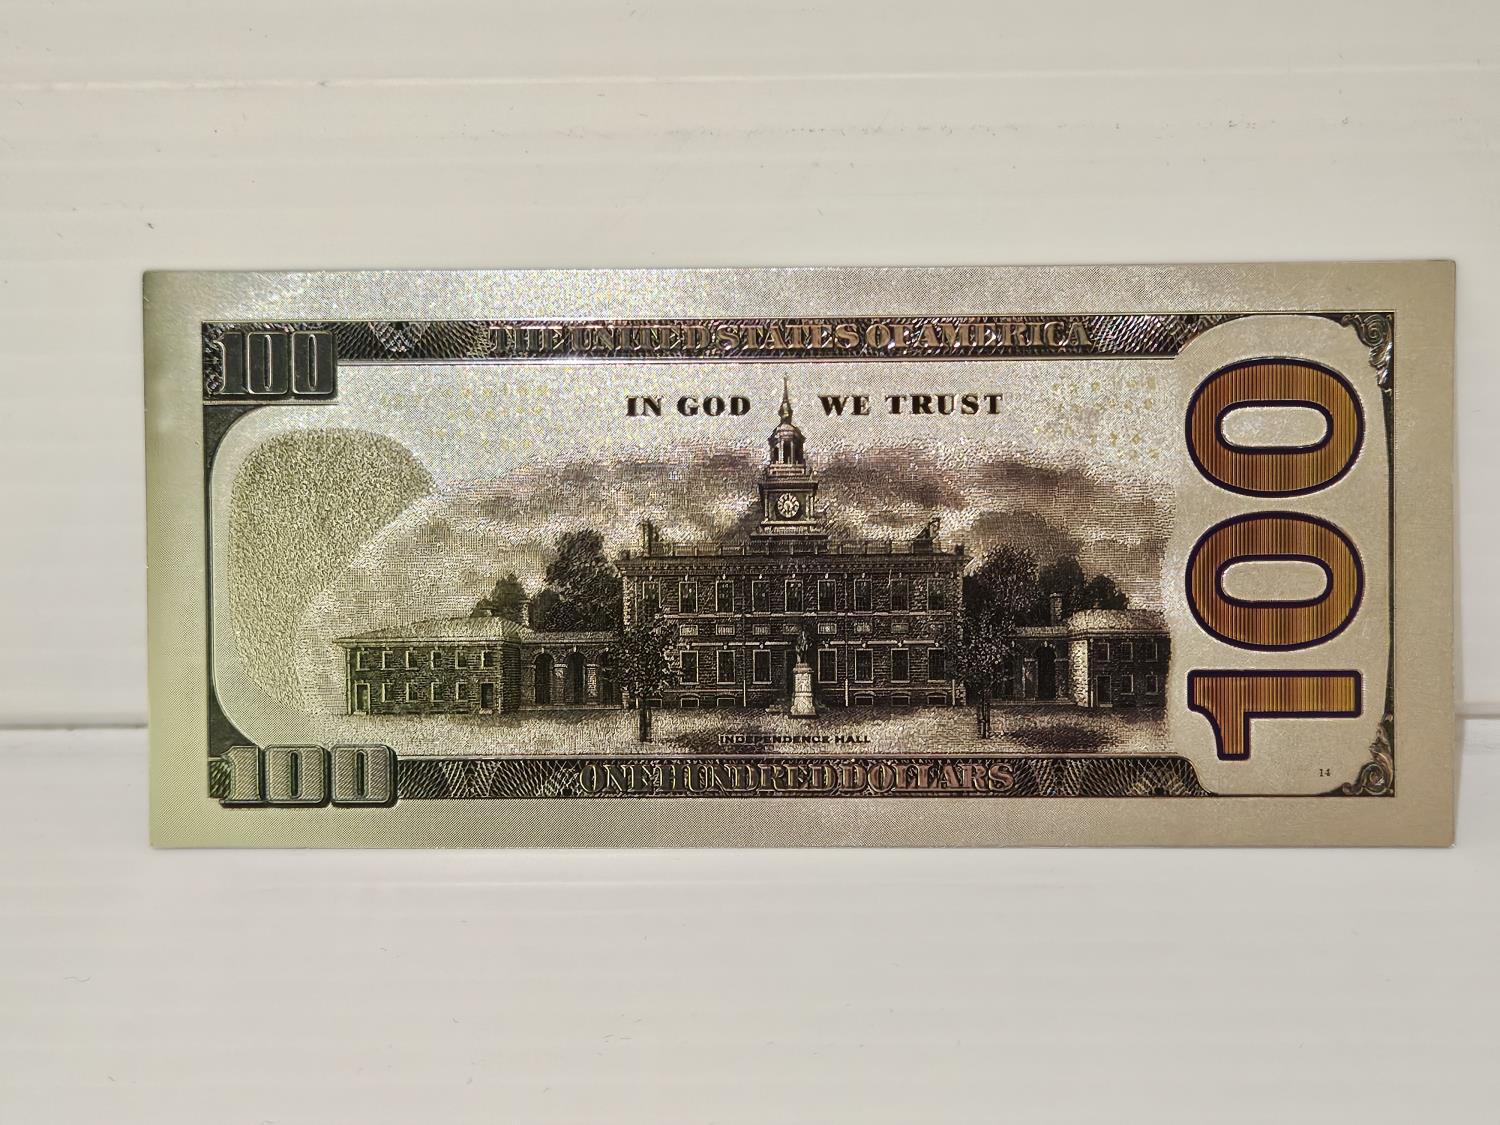 100
THE UNITED STATES OF AMERICA
IN GOD WE TRUST
100
INDEPENDENCE HALL
100
ONE HUNDRED DOLLARS
14